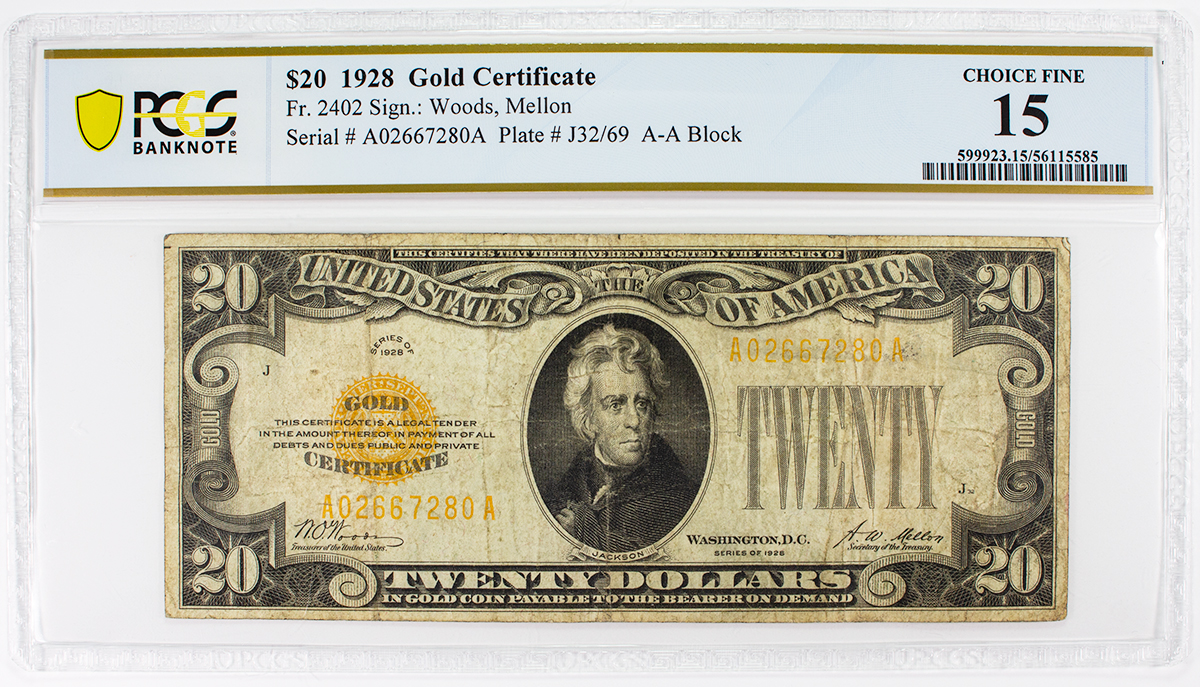 $20 1928 Gold Certificate
Fr. 2402 Sign.: Woods, Mellon
Serial # A02667280A Plate # J32/69 A-A Block
PCGS
BANKNOTE
CHOICE FINE
15
599923.15/56115585
THIS CERTIFIES THAT THERE HAVE BEEN DEPOSITED IN THE TREASURY OF
20
UNITED STATES THE OF AMERICA
20
SERIES OF
1928
J
A02667280A
GOLD
THIS CERTIFICATE IS A LEGAL TENDER
IN THE AMOUNT THEREOF IN PAYMENT OF ALL
DEBTS AND DUES PUBLIC AND PRIVATE
CERTIFICATE
GOLD
TWENTY
GOLD
A02667280A
J32
W.O. Woods
Treasurer of the United States.
JACKSON
WASHINGTON, D.C.
SERIES OF 1928
A. W. Mellon
Secretary of the Treasury.
20
TWENTY DOLLARS
20
IN GOLD COIN PAYABLE TO THE BEARER ON DEMAND